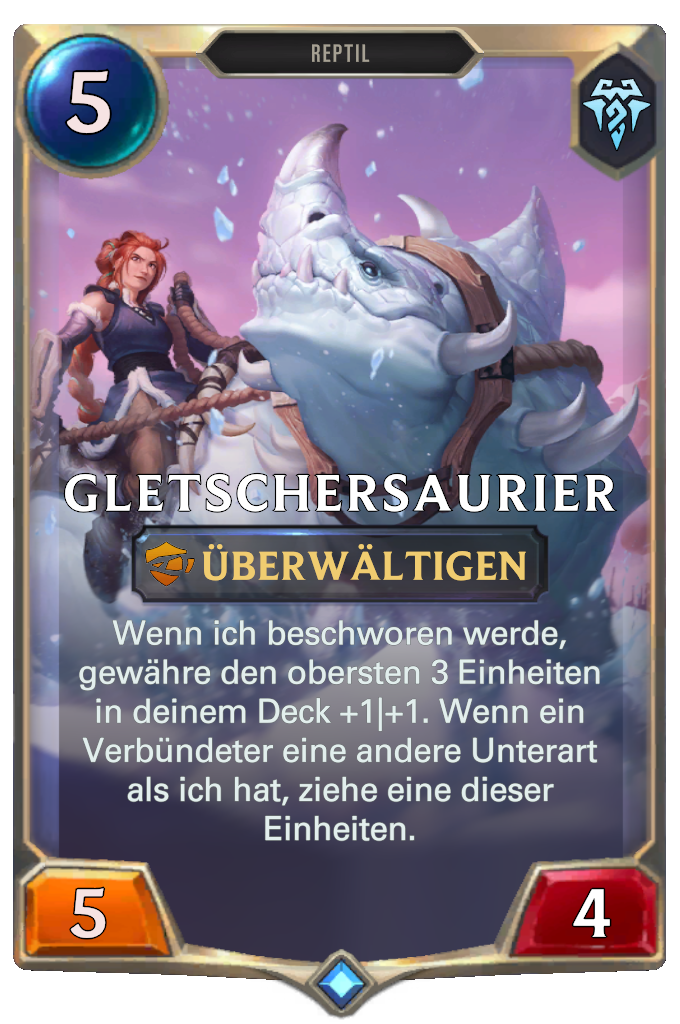 5
REPTIL
GLETSCHERSAURIER
ÜBERWÄLTIGEN
Wenn ich beschworen werde,
gewähre den obersten 3 Einheiten
in deinem Deck +1|+1. Wenn ein
Verbündeter eine andere Unterart
als ich hat, ziehe eine dieser
Einheiten.
5
4